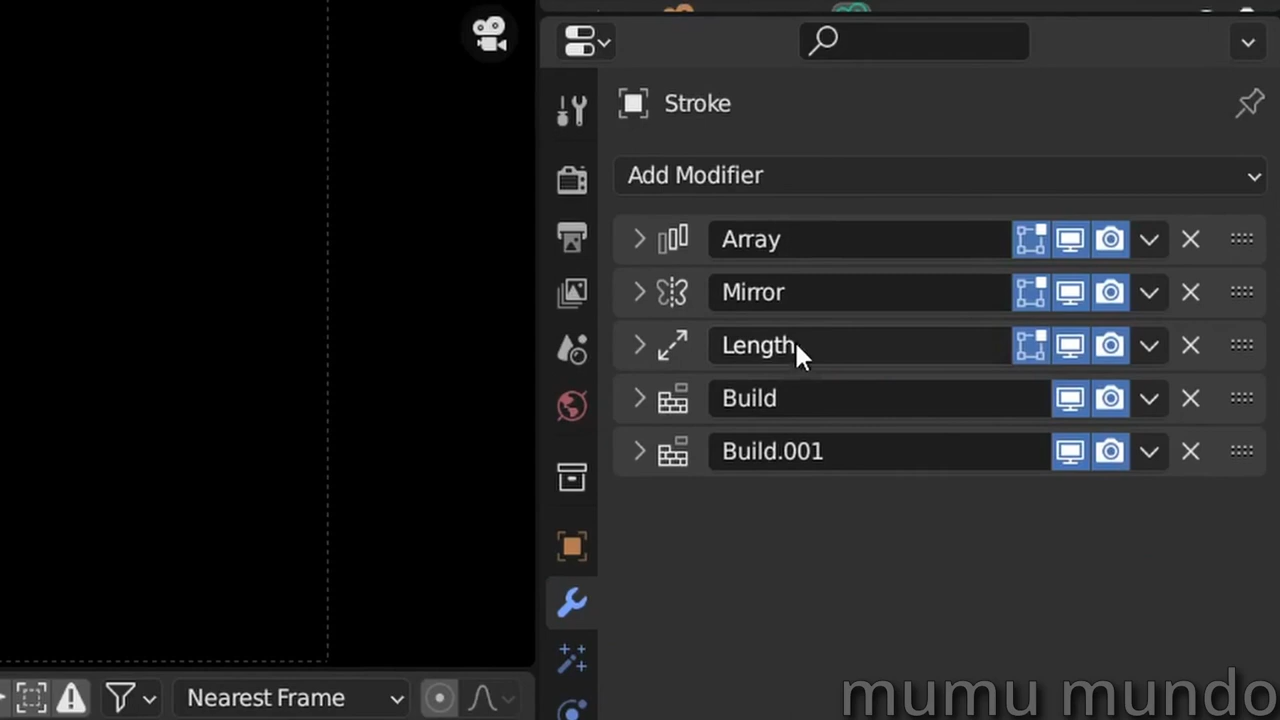 Stroke
Add Modifier
Array
Mirror
Length
Build
Build.001
Nearest Frame
mumu mundo